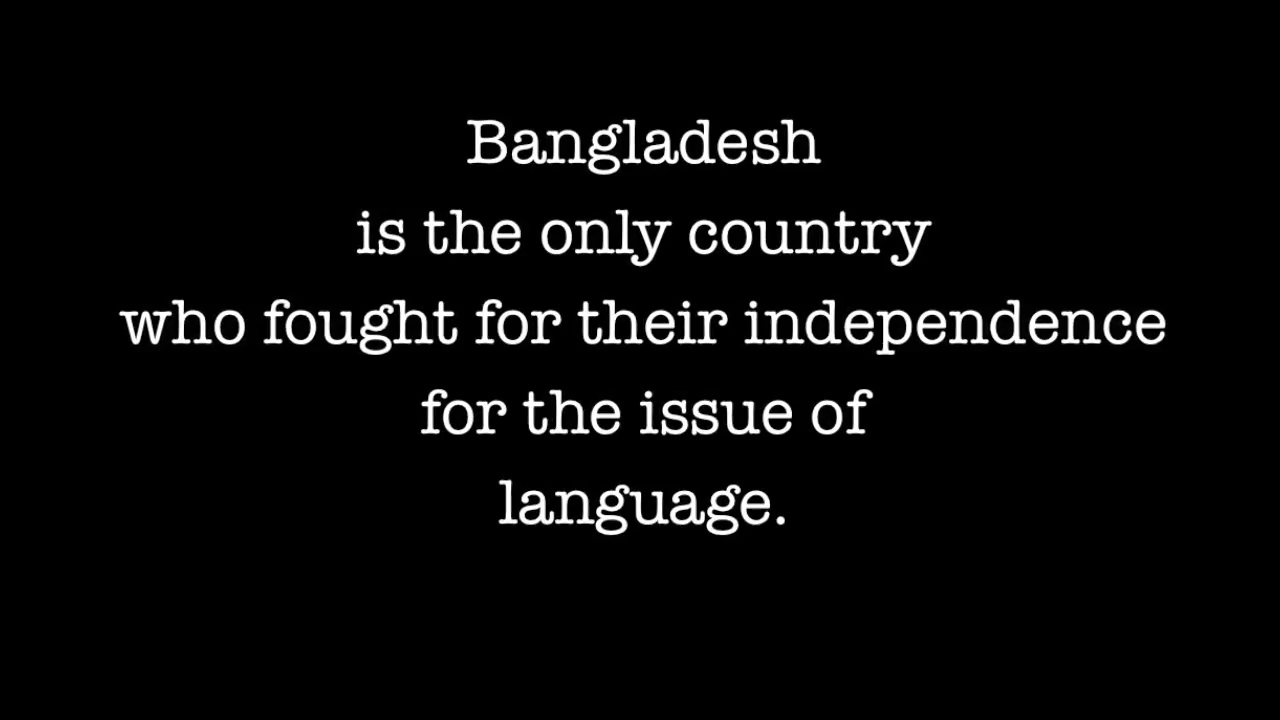 Bangladesh
is the only country
who fought for their independence
for the issue of
language.